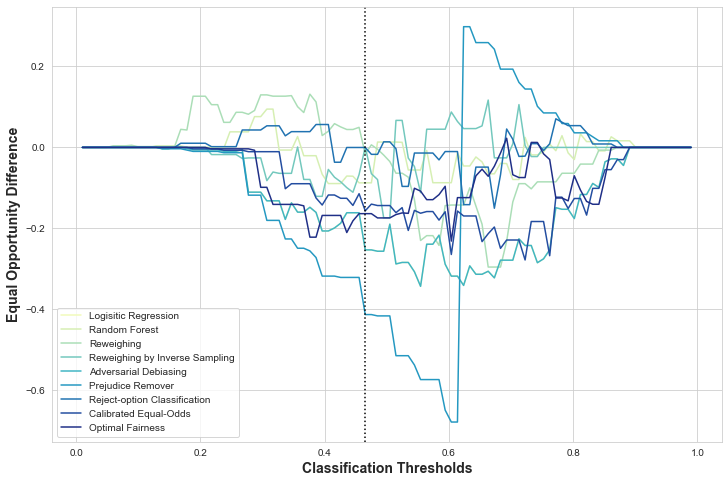 Equal Opportunity Difference
0.2
0.0
−0.2
−0.4
−0.6
Logisitic Regression
Random Forest
Reweighing
Reweighing by Inverse Sampling
Adversarial Debiasing
Prejudice Remover
Reject-option Classification
Calibrated Equal-Odds
Optimal Fairness
0.0 0.2 0.4 0.6 0.8 1.0
Classification Thresholds